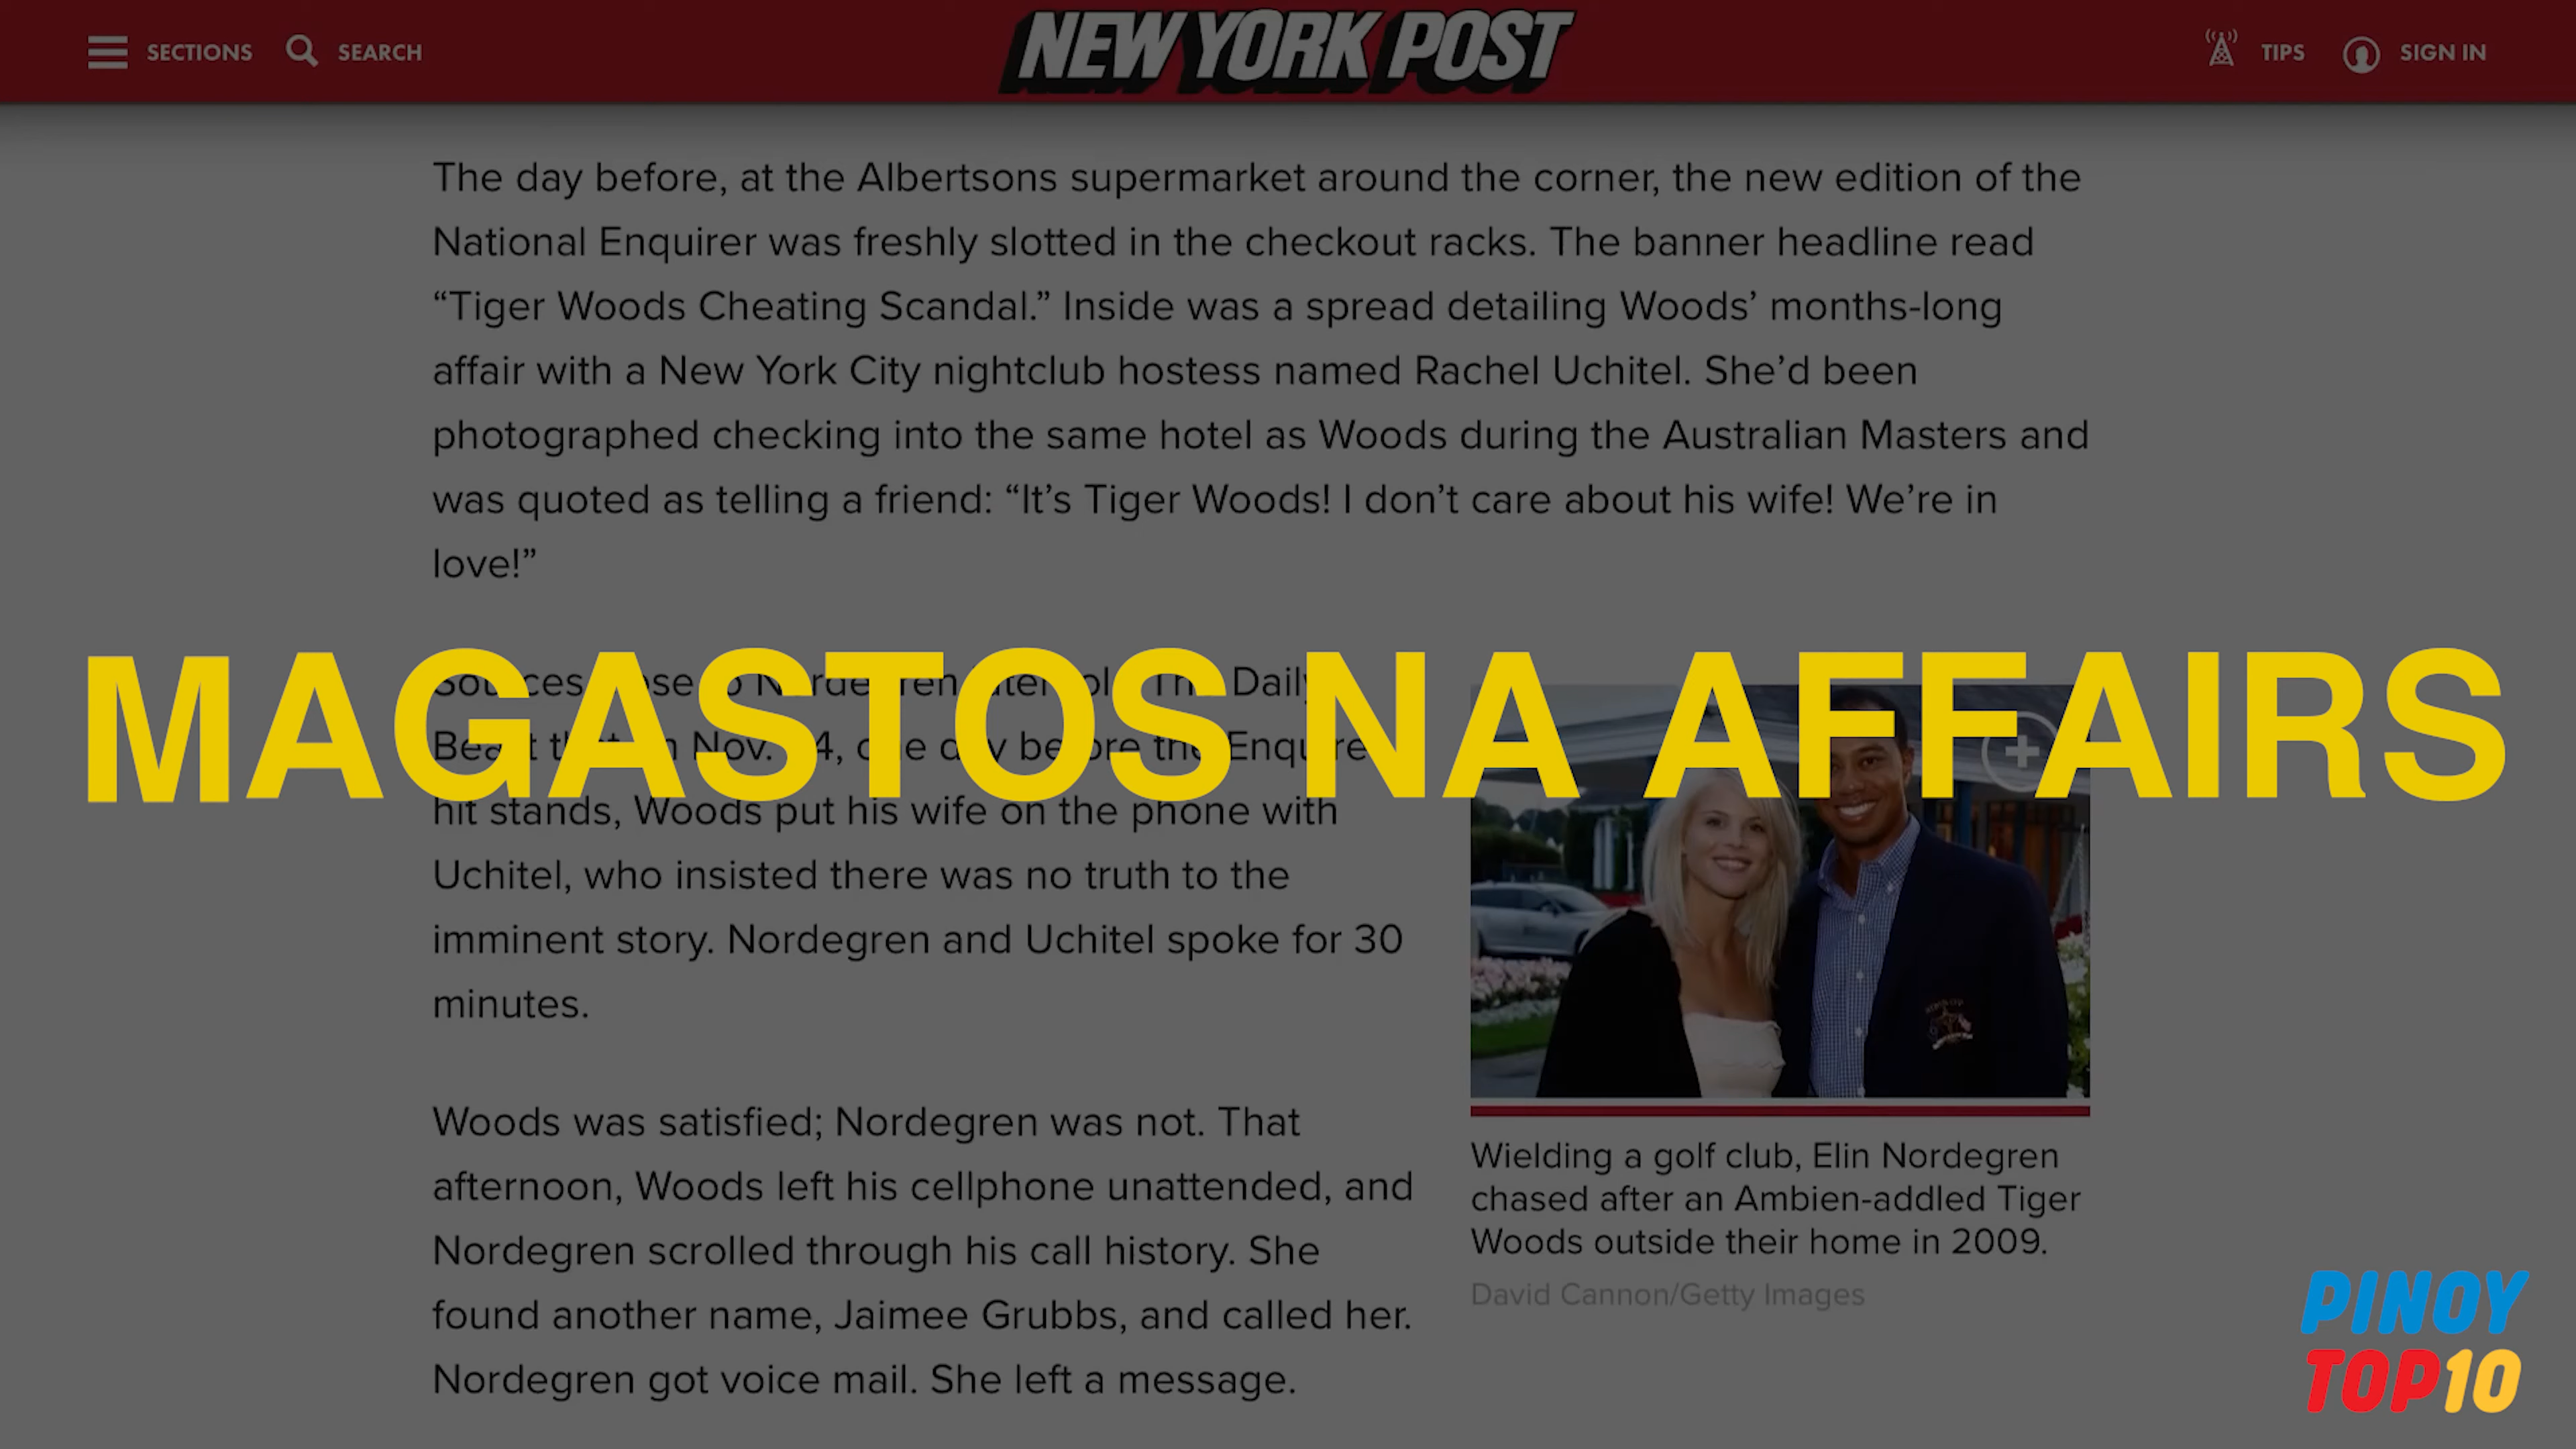 SECTIONS SEARCH NEW YORK POST TIPS SIGN IN
The day before, at the Albertsons supermarket around the corner, the new edition of the
National Enquirer was freshly slotted in the checkout racks. The banner headline read
“Tiger Woods Cheating Scandal.” Inside was a spread detailing Woods’ months-long
affair with a New York City nightclub hostess named Rachel Uchitel. She’d been
photographed checking into the same hotel as Woods during the Australian Masters and
was quoted as telling a friend: “It’s Tiger Woods! I don’t care about his wife! We’re in
love!”
MAGASTOS NA AFFAIRS
Daily
Nov.
hit stands, Woods put his wife on the phone with
Uchitel, who insisted there was no truth to the
imminent story. Nordegren and Uchitel spoke for 30
minutes.
Woods was satisfied; Nordegren was not. That
afternoon, Woods left his cellphone unattended, and
Nordegren scrolled through his call history. She
found another name, Jaimee Grubbs, and called her.
Nordegren got voice mail. She left a message.
Wielding a golf club, Elin Nordegren
chased after an Ambien-addled Tiger
Woods outside their home in 2009.
David Cannon/Getty Images
PINOY
TOP10